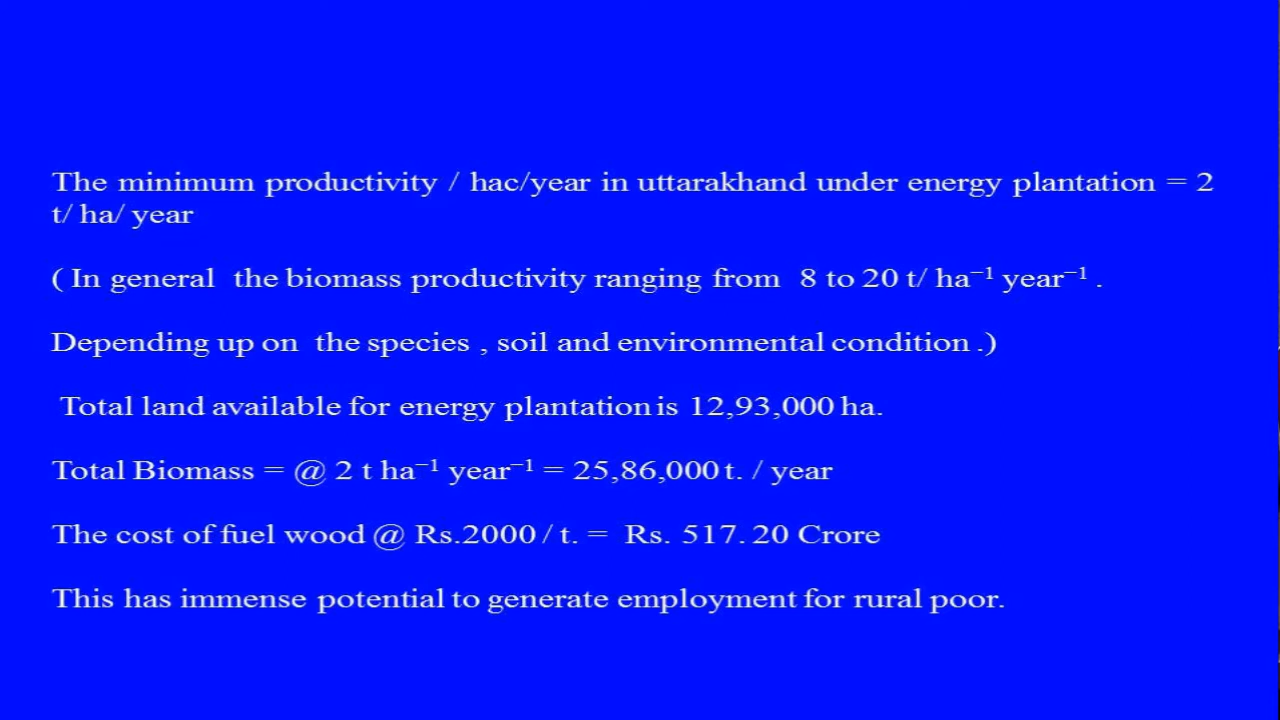 The minimum productivity / hac/year in uttarakhand under energy plantation = 2
t/ ha/ year
( In general the biomass productivity ranging from 8 to 20 t/ ha⁻¹ year⁻¹ .
Depending up on the species , soil and environmental condition .)
Total land available for energy plantation is 12,93,000 ha.
Total Biomass = @ 2 t ha⁻¹ year⁻¹ = 25,86,000 t. / year
The cost of fuel wood @ Rs.2000 / t. = Rs. 517. 20 Crore
This has immense potential to generate employment for rural poor.